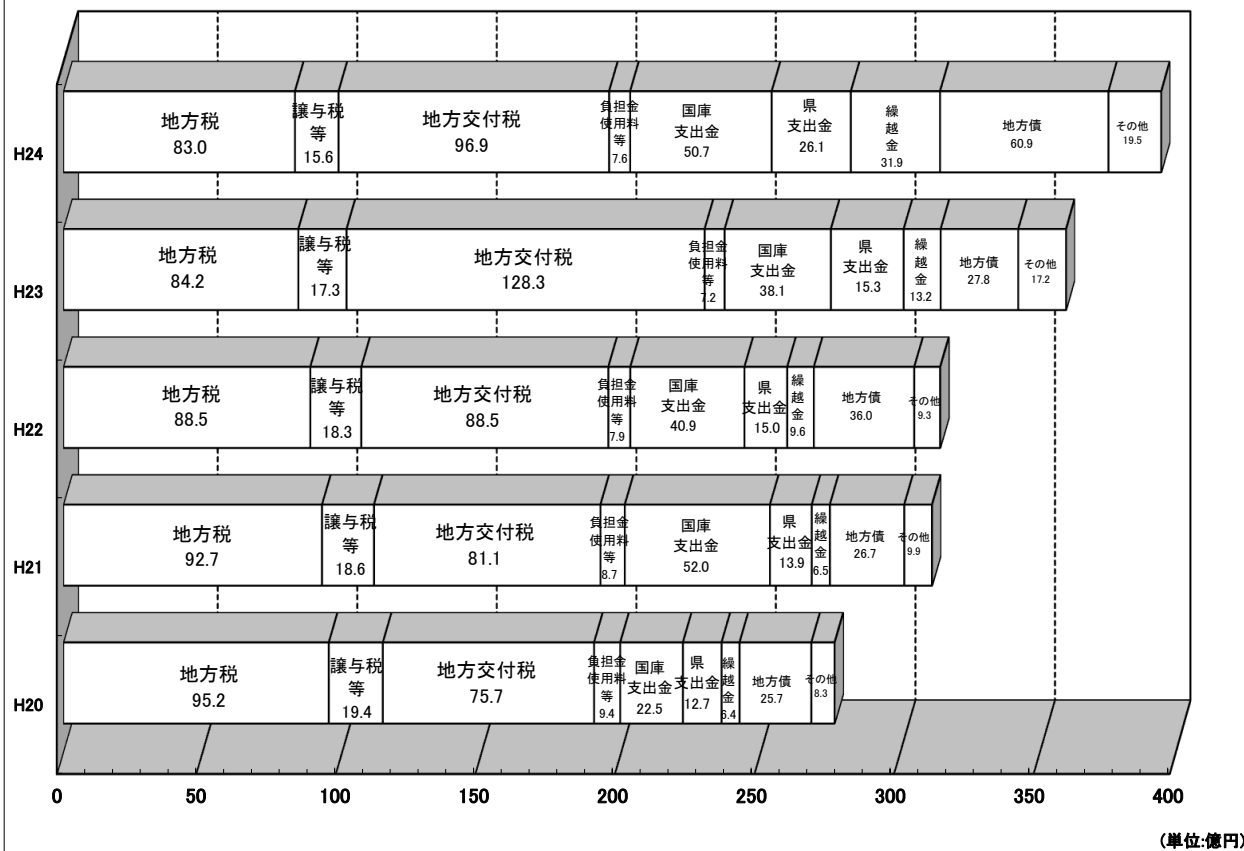 H24
地方税
83.0
譲与税
等
15.6
地方交付税
96.9
負担金
使用料
等
7.6
国庫
支出金
50.7
県
支出金
26.1
繰
越
金
31.9
地方債
60.9
その他
19.5
H23
地方税
84.2
譲与税
等
17.3
地方交付税
128.3
負担金
使用料
等
7.2
国庫
支出金
38.1
県
支出金
15.3
繰
越
金
13.2
地方債
27.8
その他
17.2
H22
地方税
88.5
譲与税
等
18.3
地方交付税
88.5
負担金
使用料
等
7.9
国庫
支出金
40.9
県
支出金
15.0
繰
越
金
9.6
地方債
36.0
その他
9.3
H21
地方税
92.7
譲与税
等
18.6
地方交付税
81.1
負担金
使用料
等
8.7
国庫
支出金
52.0
県
支出金
13.9
繰
越
金
6.5
地方債
26.7
その他
9.9
H20
地方税
95.2
譲与税
等
19.4
地方交付税
75.7
負担金
使用料
等
9.4
国庫
支出金
22.5
県
支出金
12.7
繰
越
金
6.4
地方債
25.7
その他
8.3
0 50 100 150 200 250 300 350 400
(単位:億円)